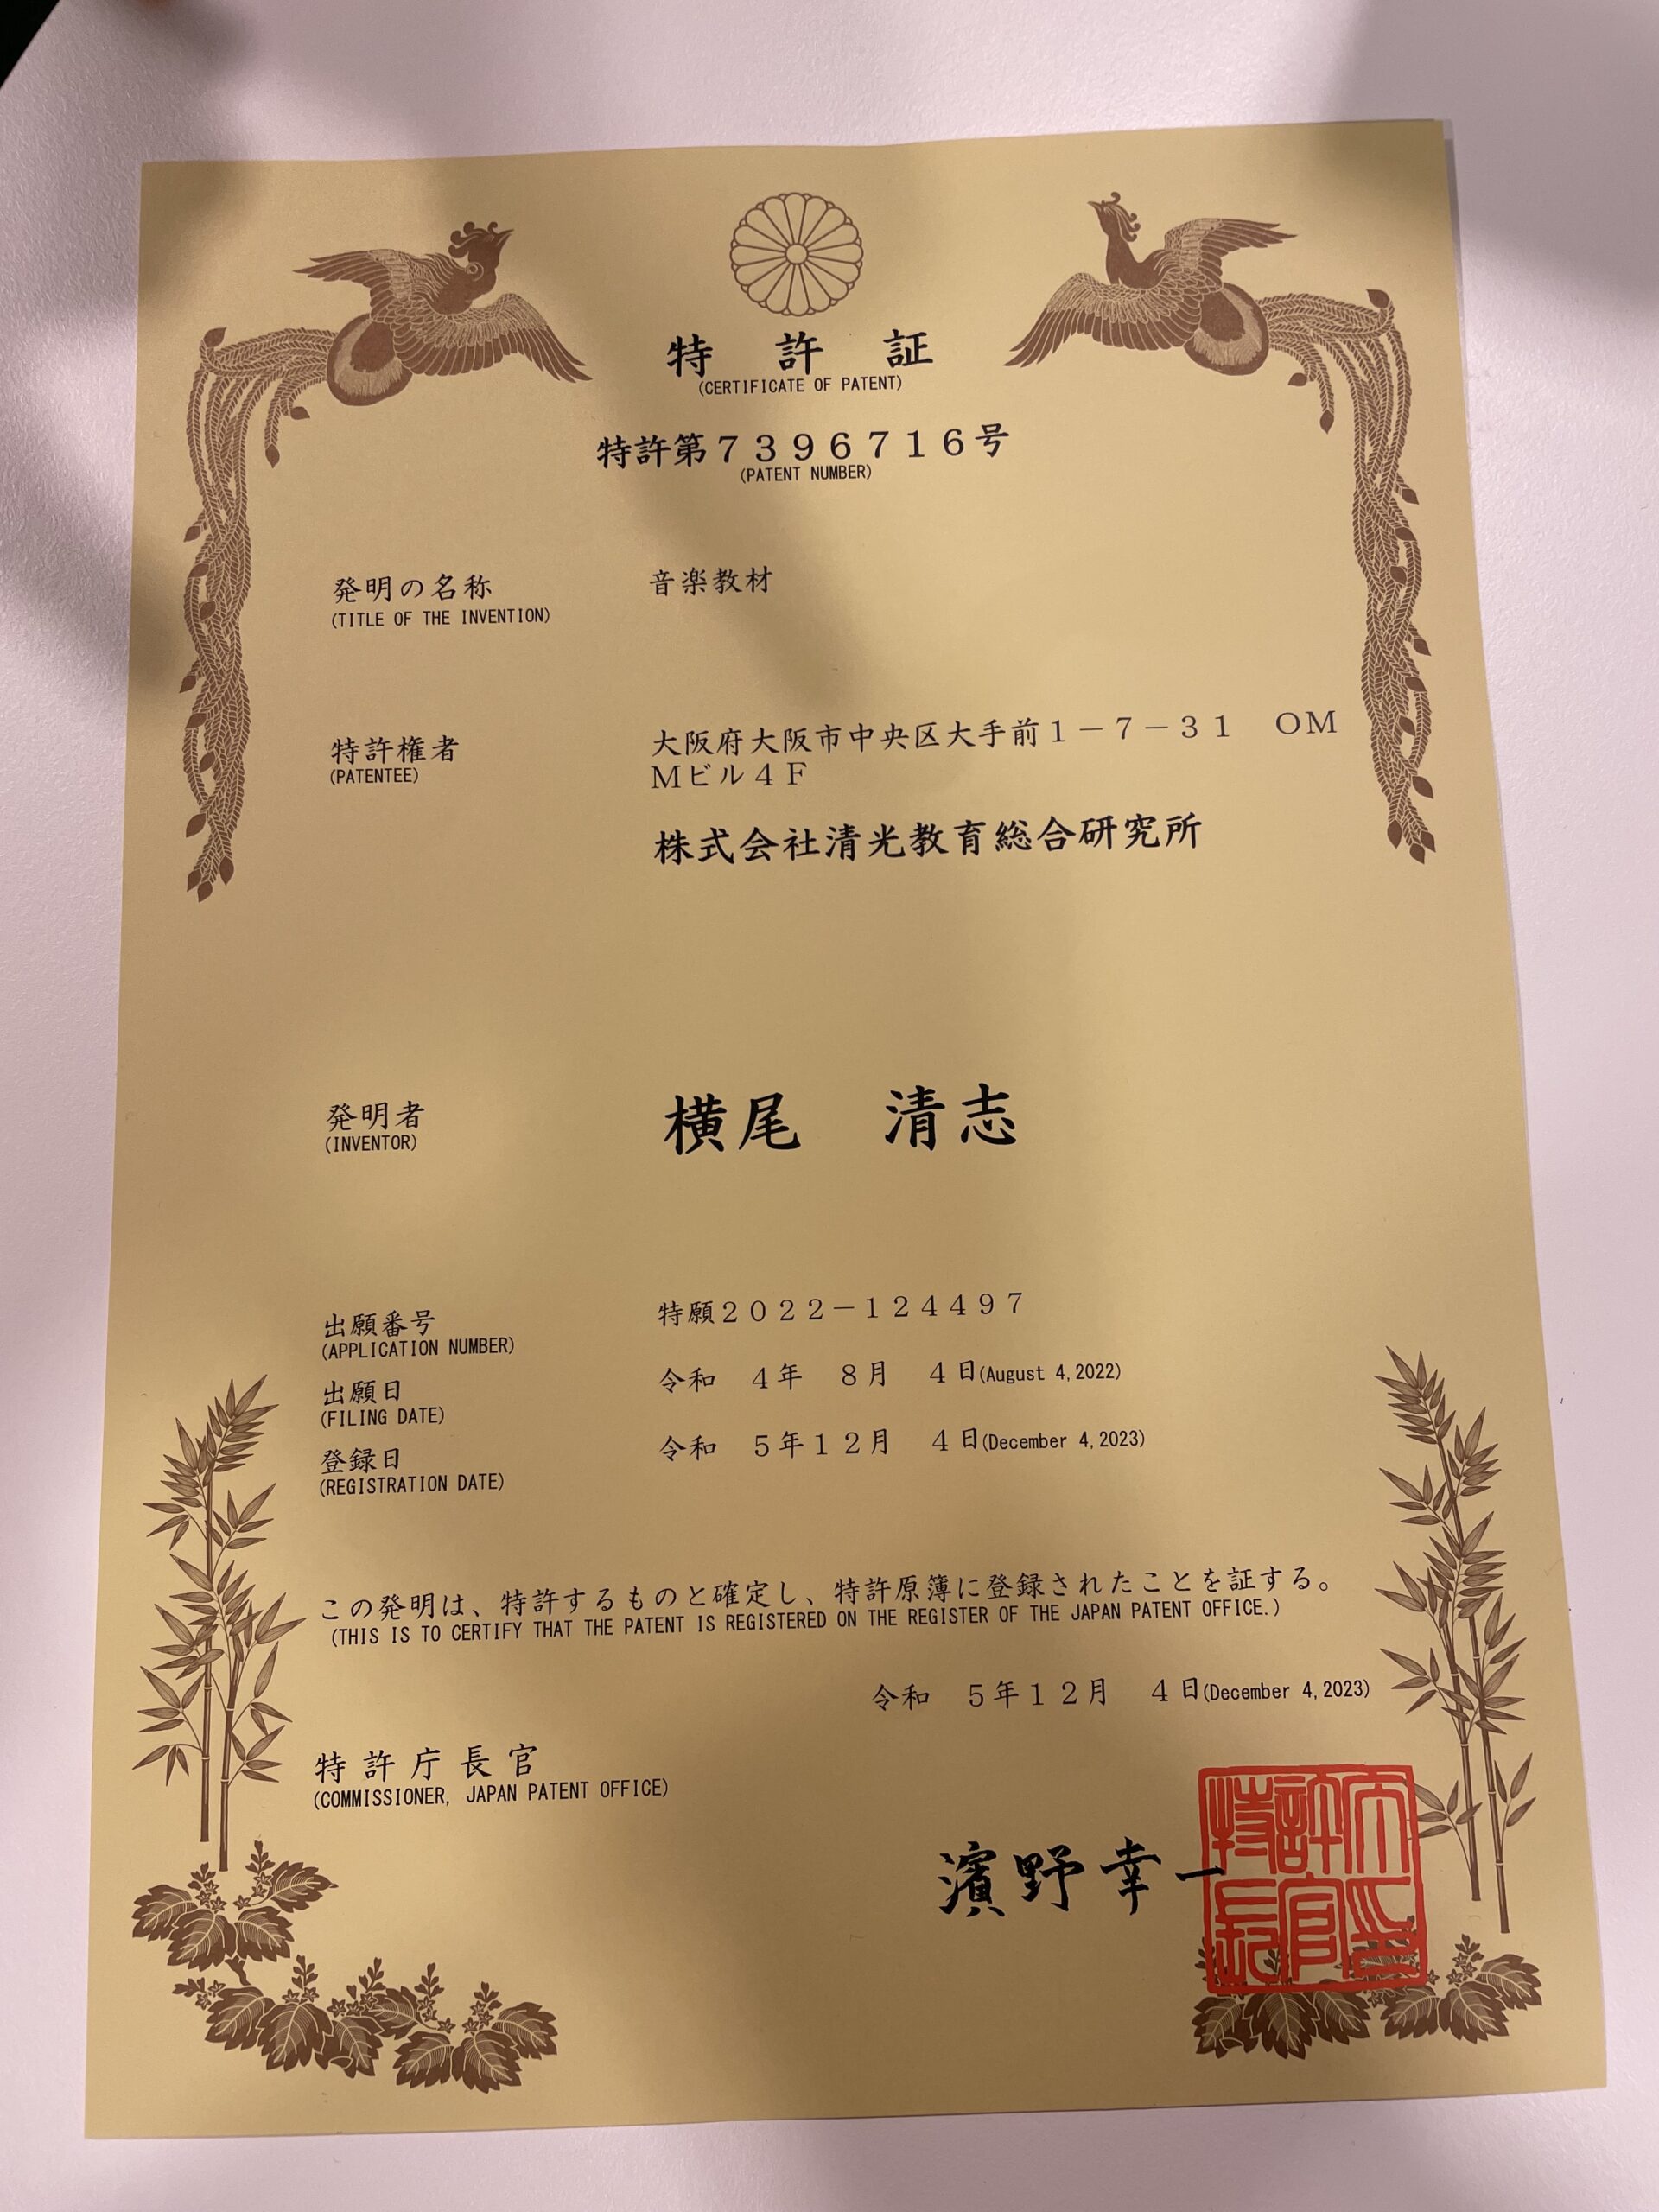 特許証
(CERTIFICATE OF PATENT)
特許第７３９６７１６号
(PATENT NUMBER)
発明の名称 音楽教材
(TITLE OF THE INVENTION)
特許権者 大阪府大阪市中央区大手前１－７－３１　ＯＭ
(PATENTEE) Ｍビル４Ｆ
株式会社清光教育総合研究所
発明者 横尾　清志
(INVENTOR)
出願番号 特願２０２２－１２４４９７
(APPLICATION NUMBER)
出願日 令和　４年　８月　４日(August 4,2022)
(FILING DATE)
登録日 令和　５年１２月　４日(December 4,2023)
(REGISTRATION DATE)
この発明は、特許するものと確定し、特許原簿に登録されたことを証する。
(THIS IS TO CERTIFY THAT THE PATENT IS REGISTERED ON THE REGISTER OF THE JAPAN PATENT OFFICE.)
令和　５年１２月　４日(December 4,2023)
特許庁長官
(COMMISSIONER, JAPAN PATENT OFFICE)
濱野幸一
特許庁長官印